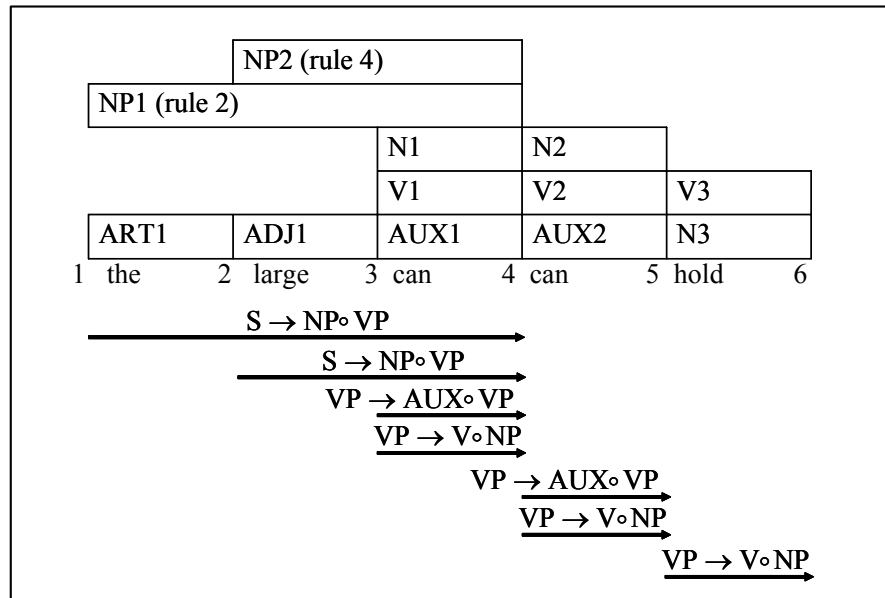 NP2 (rule 4)
NP1 (rule 2)
N1 N2
V1 V2 V3
ART1 ADJ1 AUX1 AUX2 N3
1 the 2 large 3 can 4 can 5 hold 6
S → NP∘VP
S → NP∘VP
VP → AUX∘VP
VP → V∘NP
VP → AUX∘VP
VP → V∘NP
VP → V∘NP